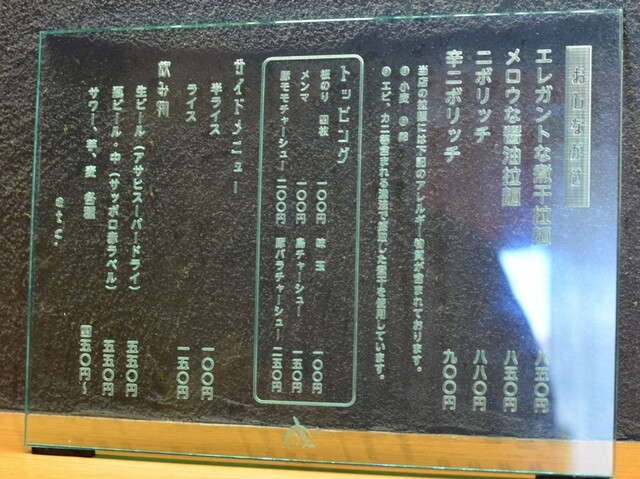 おしながき
エレガントな煮干拉麺 八五〇円
メロウな醤油拉麺 八五〇円
ニボリッチ 八八〇円
辛ニボリッチ 九〇〇円
当店の拉麺には下記のアレルギー物質が含まれております。
小麦 卵
エビ、カニ等含まれる漁法で捕取した煮干を使用しています。
トッピング
板のり 四枚 一〇〇円 味玉 一〇〇円
メンマ 一〇〇円 鳥チャーシュー 一五〇円
豚モモチャーシュー 二〇〇円 豚バラチャーシュー 二五〇円
サイドメニュー
半ライス 一〇〇円
ライス 一五〇円
飲み物
生ビール(アサヒスーパードライ) 五五〇円
瓶ビール・中(サッポロ赤ラベル) 五五〇円
サワー、芋、麦 各種 四五〇円〜
etc.